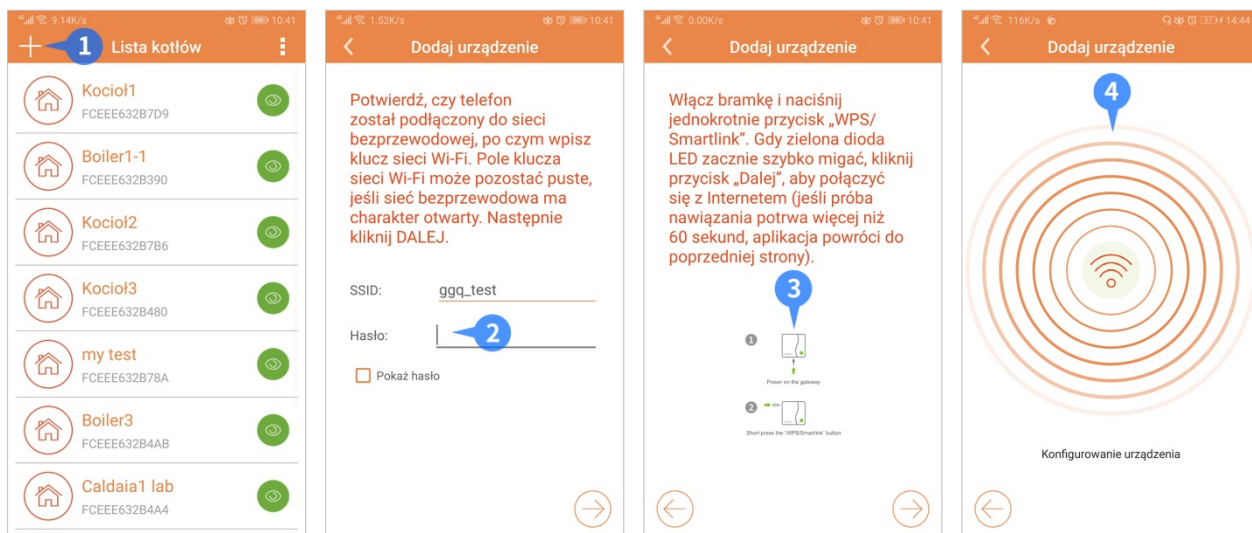 9.14K/s 96 10:41
1 Lista kotłów
Kocioł1
FCEEE632B7D9
Boiler1-1
FCEEE632B390
Kocioł2
FCEEE632B7B6
Kocioł3
FCEEE632B480
my test
FCEEE632B78A
Boiler3
FCEEE632B4AB
Caldaia1 lab
FCEEE632B4A4
1.52K/s 96 10:41
Dodaj urządzenie
Potwierdź, czy telefon
został podłączony do sieci
bezprzewodowej, po czym wpisz
klucz sieci Wi-Fi. Pole klucza
sieci Wi-Fi może pozostać puste,
jeśli sieć bezprzewodowa ma
charakter otwarty. Następnie
kliknij DALEJ.
SSID: ggq_test
Hasło: 2
Pokaż hasło
0.00K/s 96 10:41
Dodaj urządzenie
Włącz bramkę i naciśnij
jednokrotnie przycisk „WPS/
Smartlink”. Gdy zielona dioda
LED zacznie szybko migać, kliknij
przycisk „Dalej”, aby połączyć
się z Internetem (jeśli próba
nawiązania potrwa więcej niż
60 sekund, aplikacja powróci do
poprzedniej strony).
3
1
Power on the gateway
2
Short press the "WPS/Smartlink" button
116K/s 14:44
Dodaj urządzenie
4
Konfigurowanie urządzenia